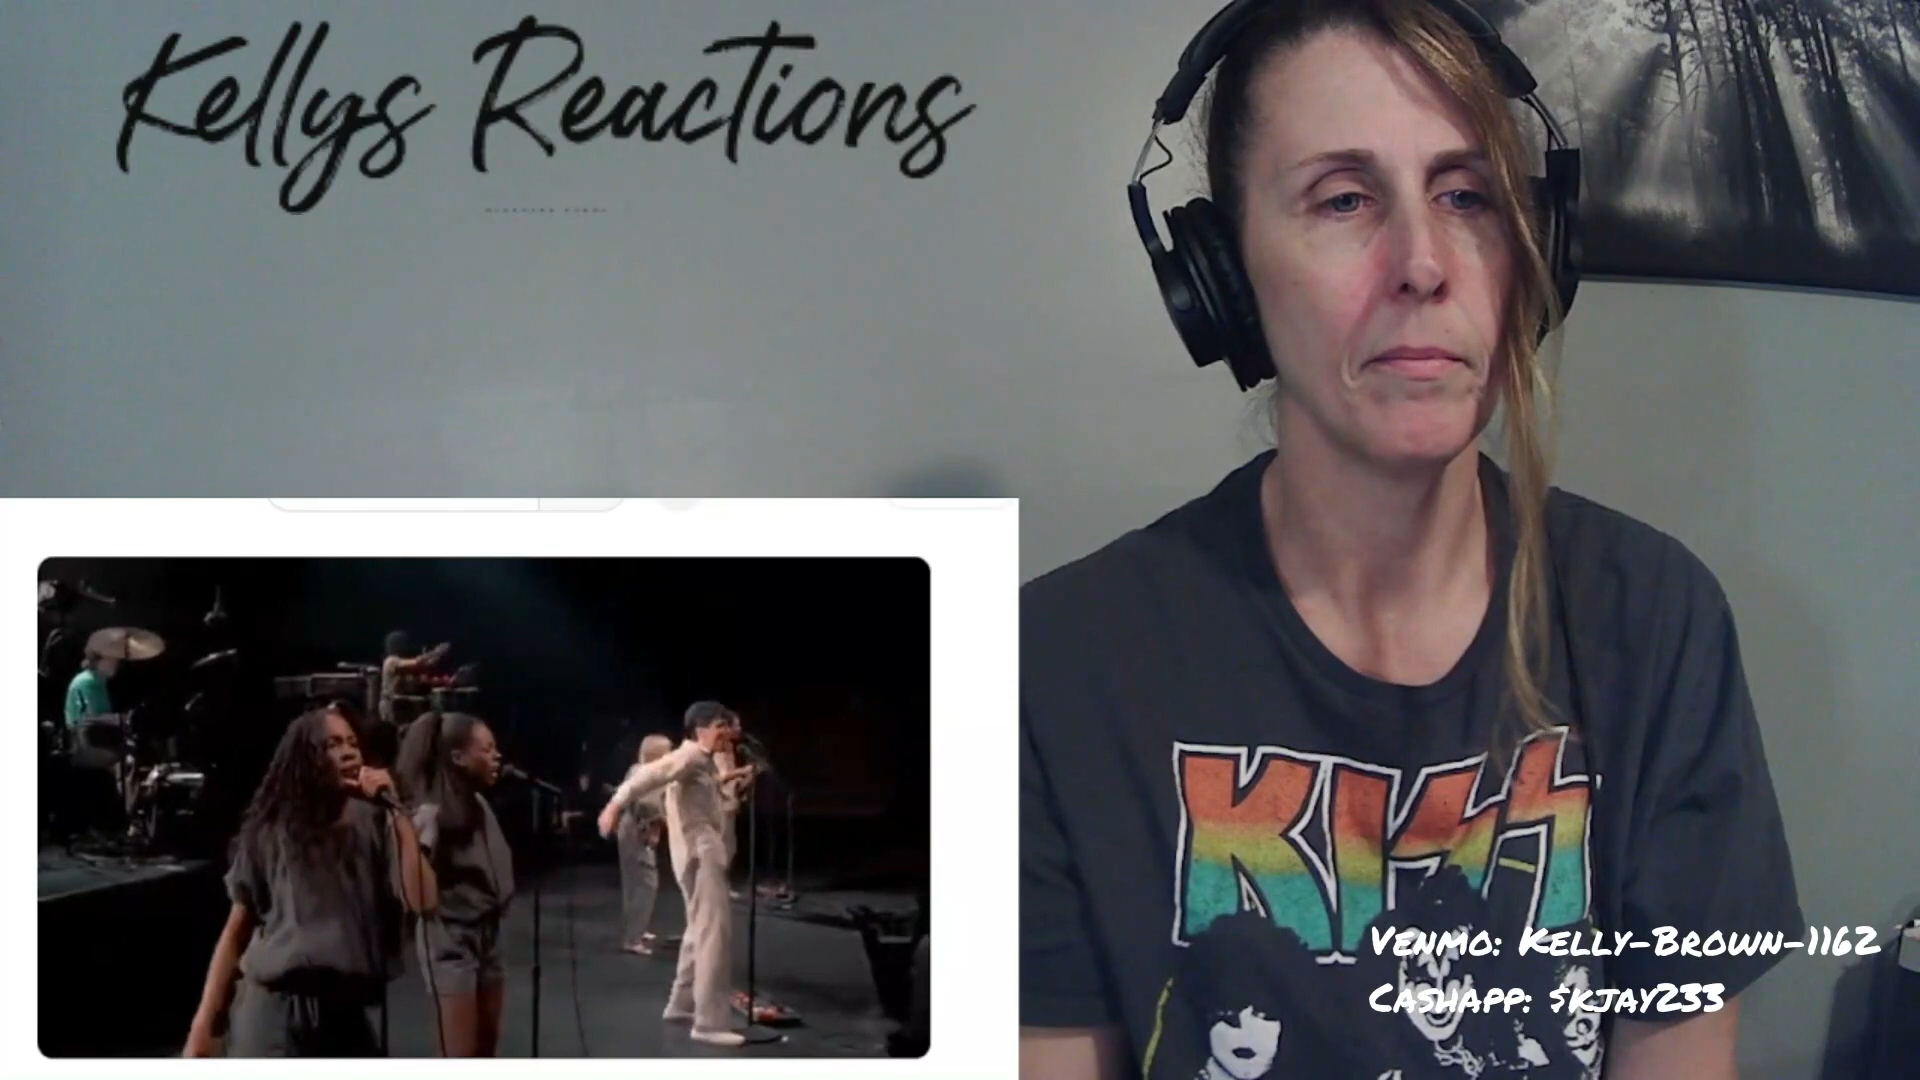 Kellys Reactions
KISS
Venmo: Kelly-Brown-1162
Cashapp: $kjay233